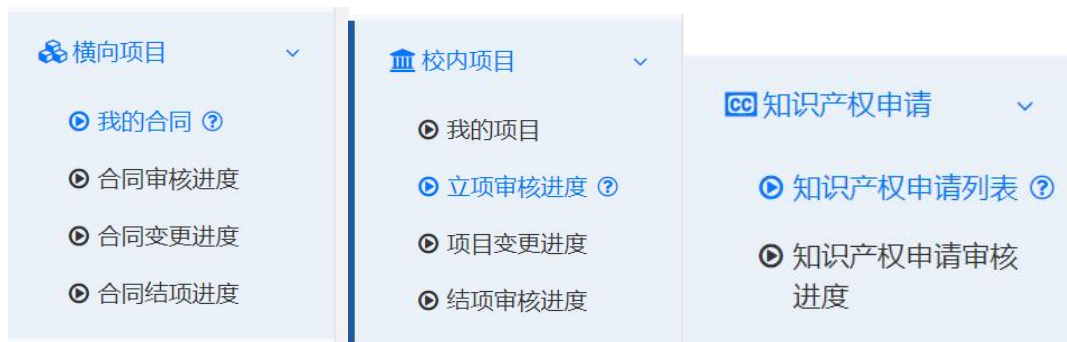 横向项目
我的合同
合同审核进度
合同变更进度
合同结项进度
校内项目
我的项目
立项审核进度
项目变更进度
结项审核进度
CC 知识产权申请
知识产权申请列表
知识产权申请审核
进度